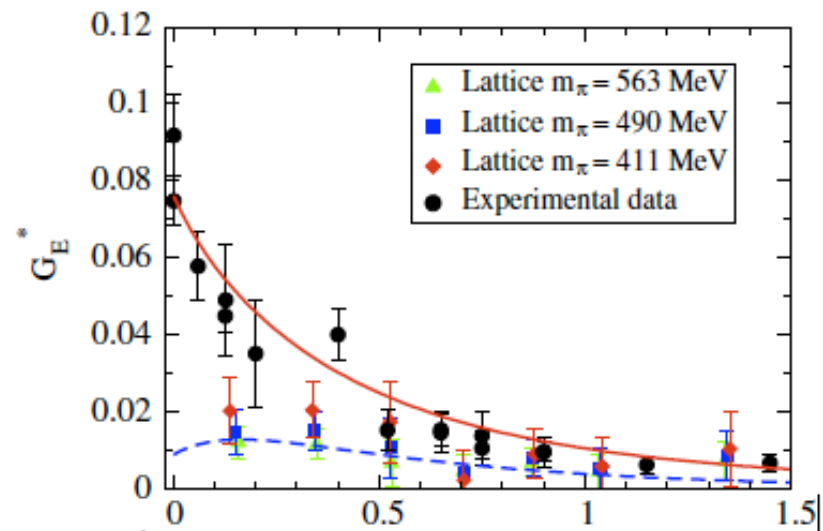 0.12
0.1
0.08
0.06
0.04
0.02
0
G_E*
Lattice m_π = 563 MeV
Lattice m_π = 490 MeV
Lattice m_π = 411 MeV
Experimental data
0 0.5 1 1.5